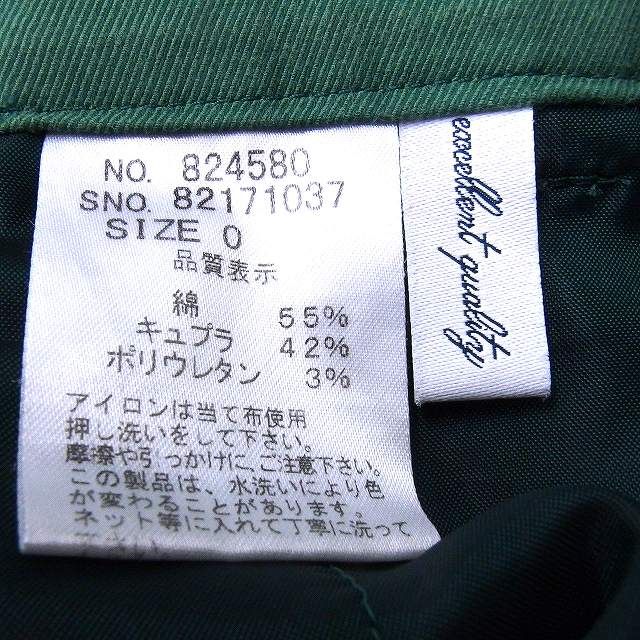 NO. 824580
SNO. 82171037
SIZE 0
品質表示
綿 55%
キュプラ 42%
ポリウレタン 3%
アイロンは当て布使用
押し洗いをして下さい。
摩擦や引っかけに、ご注意下さい。
この製品は、水洗いにより色
が変わることがあります。
ネット等に入れて丁寧に洗って
下さい。
excellent quality